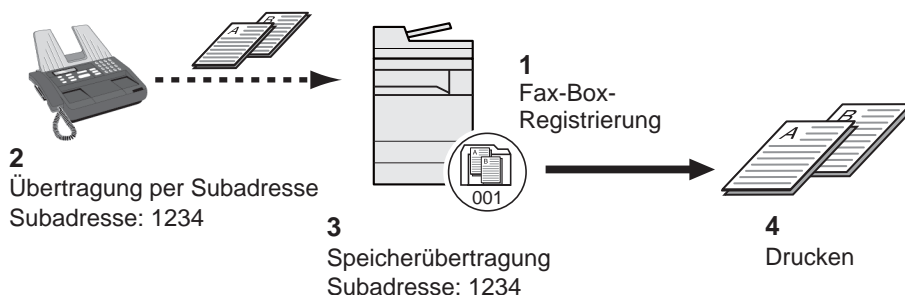 A
B
1
Fax-Box-
Registrierung
A
B
001
A
B
2
Übertragung per Subadresse
Subadresse: 1234
3
Speicherübertragung
Subadresse: 1234
4
Drucken